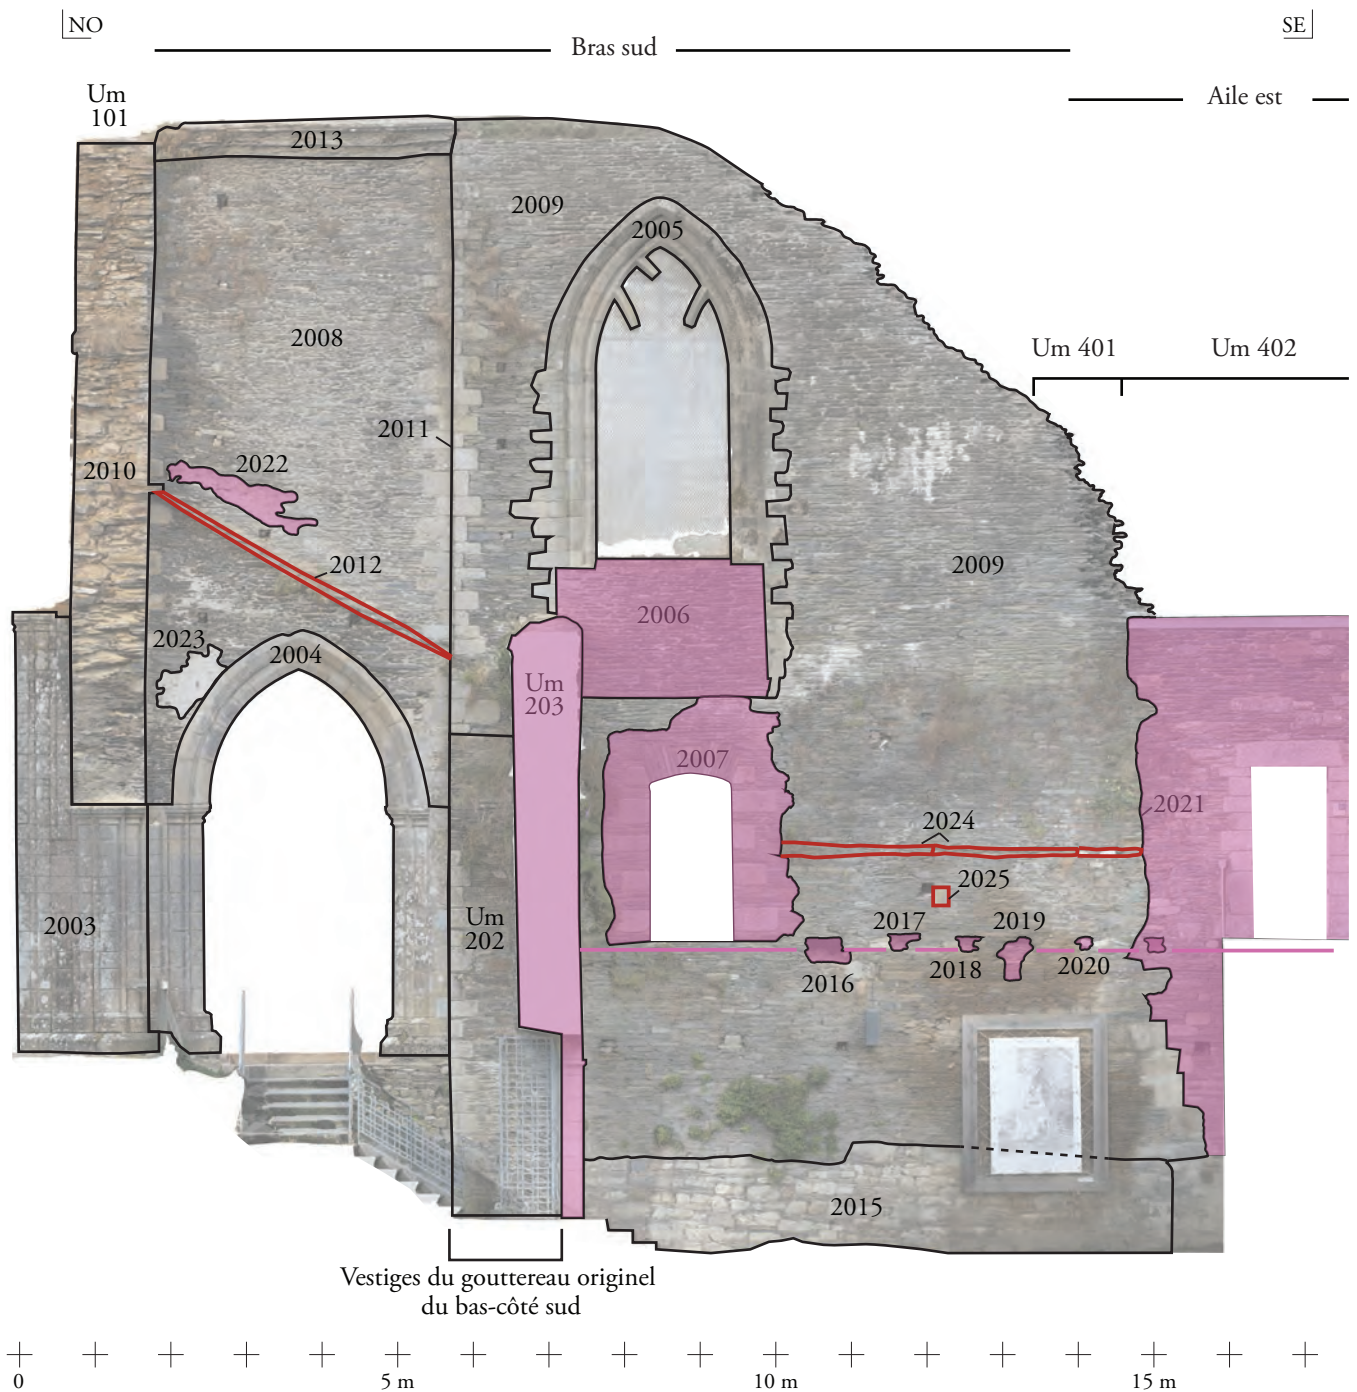 NO
SE
Bras sud
Aile est
Um
101
2013
2009
2005
2008
Um 401
Um 402
2011
2010
2022
2012
2009
2006
2023
2004
Um
203
2007
2021
2024
2025
2003
Um
202
2017
2019
2016
2018
2020
2015
Vestiges du gouttereau originel
du bas-côté sud
0
5 m
10 m
15 m